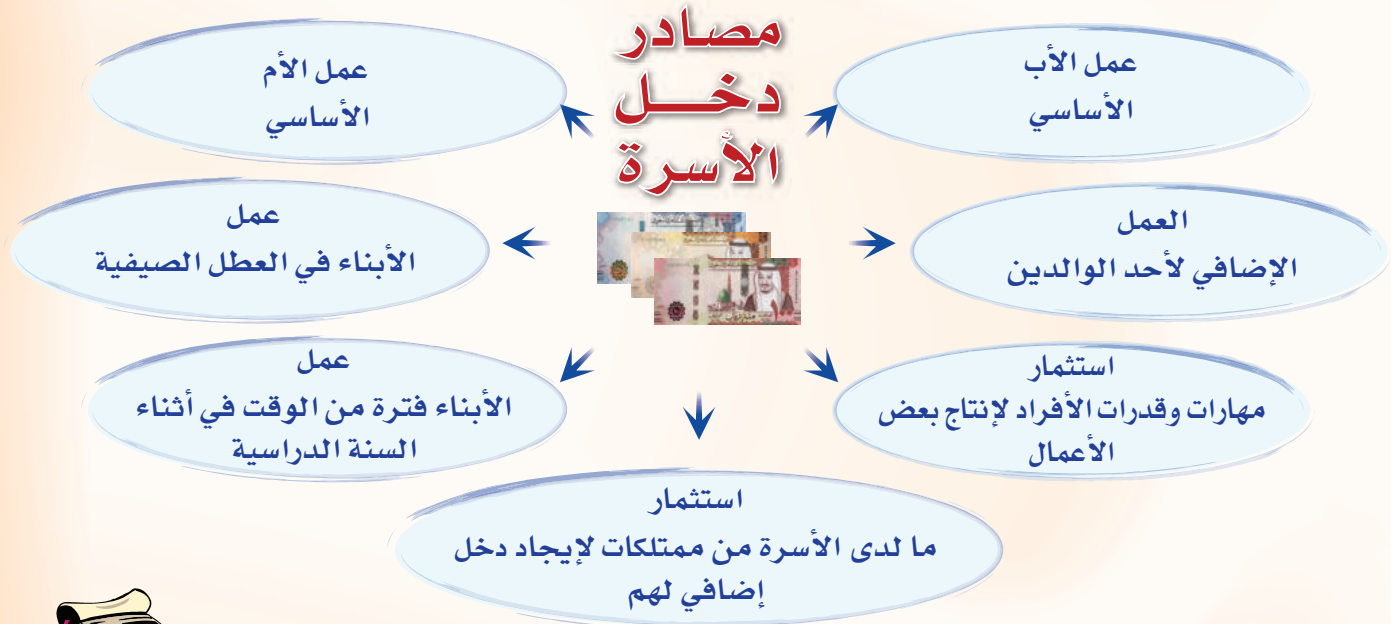 مصادر
دخل
الأسرة
عمل الأب
الأساسي
عمل الأم
الأساسي
العمل
الإضافي لأحد الوالدين
عمل
الأبناء في العطل الصيفية
استثمار
مهارات وقدرات الأفراد لإنتاج بعض
الأعمال
عمل
الأبناء فترة من الوقت في أثناء
السنة الدراسية
استثمار
ما لدى الأسرة من ممتلكات لإيجاد دخل
إضافي لهم